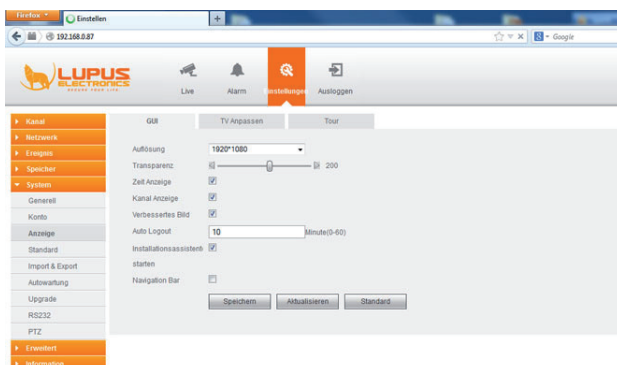 Firefox
Einstellen
192.168.0.87
Google
LUPUS
ELECTRONICS
Live
Alarm
Einstellungen
Ausloggen
Kanal
Netzwerk
Ereignis
Speicher
System
Generell
Konto
Anzeige
Standard
Import & Export
Autowartung
Upgrade
RS232
PTZ
Erweitert
Information
GUI
TV Anpassen
Tour
Auflösung 1920*1080
Transparenz 200
Zeit Anzeige
Kanal Anzeige
Verbessertes Bild
Auto Logout 10 Minute(0-60)
Installationsassistent
starten
Navigation Bar
Speichern Aktualisieren Standard